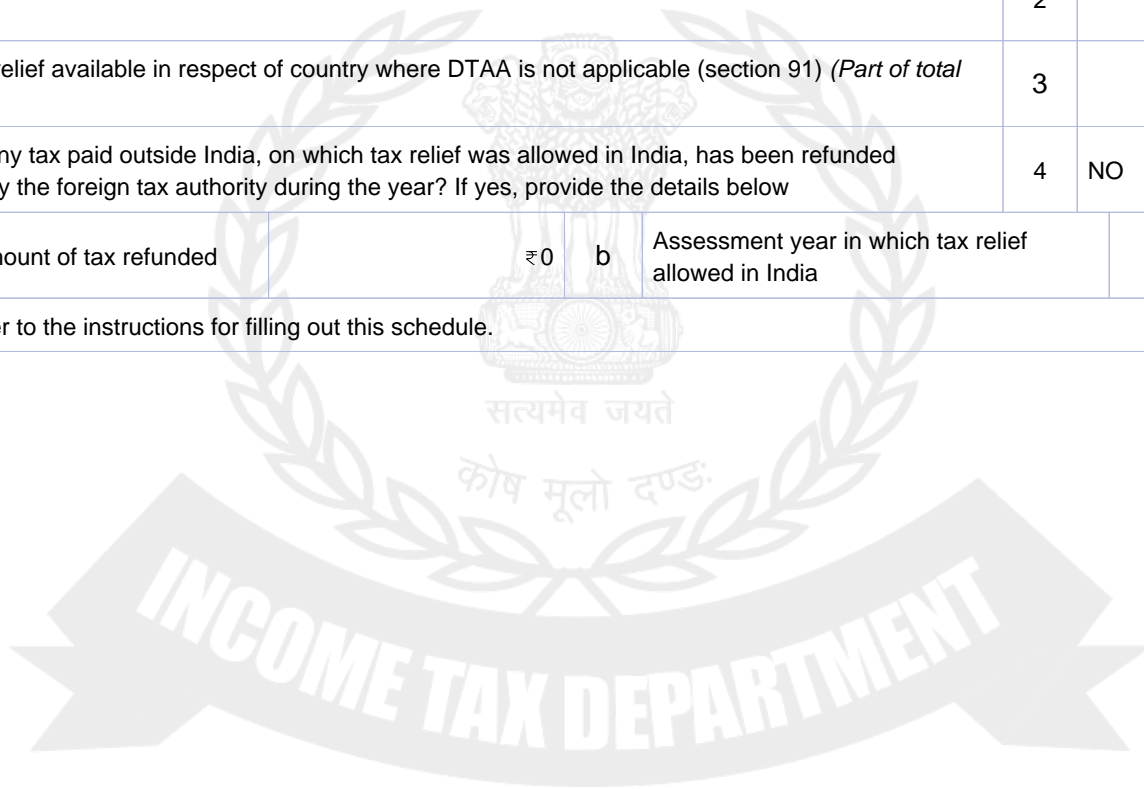 2
elief available in respect of country where DTAA is not applicable (section 91) (Part of total
3
ny tax paid outside India, on which tax relief was allowed in India, has been refunded
y the foreign tax authority during the year? If yes, provide the details below
4 NO
nount of tax refunded ₹0 b Assessment year in which tax relief
allowed in India
r to the instructions for filling out this schedule.
सत्यमेव जयते
कोष मूलो दण्डः
INCOME TAX DEPARTMENT